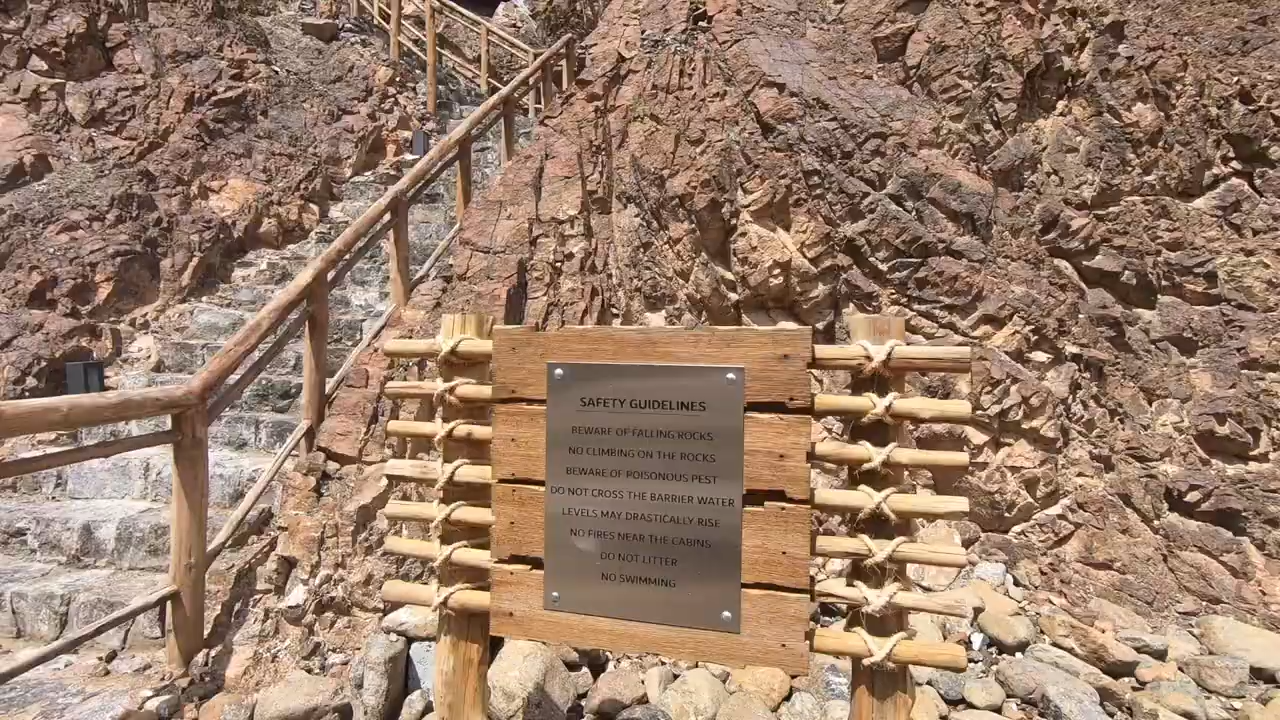 SAFETY GUIDELINES
BEWARE OF FALLING ROCKS
NO CLIMBING ON THE ROCKS
BEWARE OF POISONOUS PEST
DO NOT CROSS THE BARRIER WATER
LEVELS MAY DRASTICALLY RISE
NO FIRES NEAR THE CABINS
DO NOT LITTER
NO SWIMMING